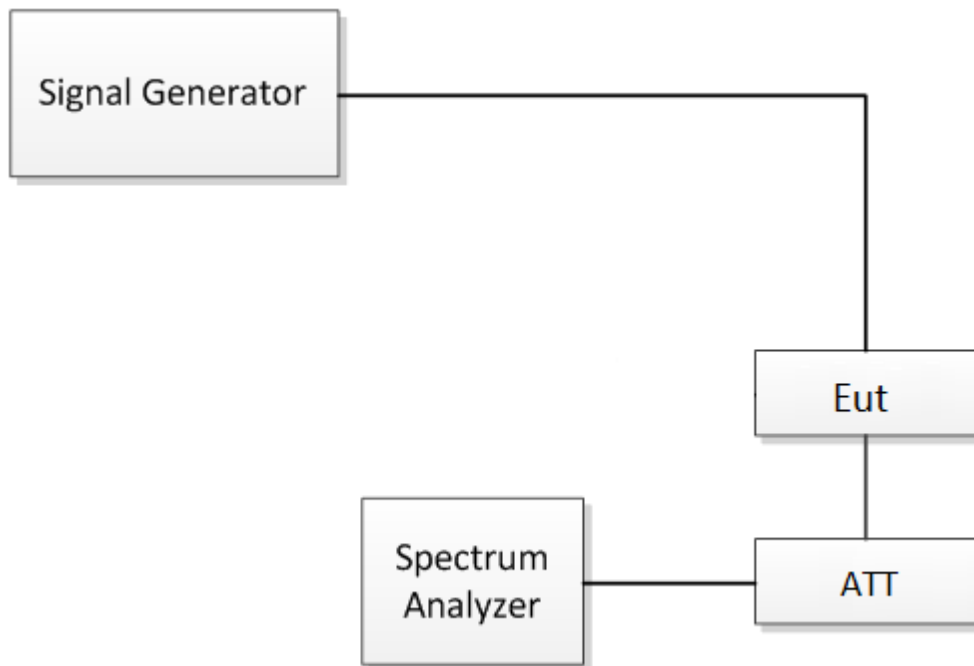 Signal Generator
Eut
Spectrum
Analyzer
ATT